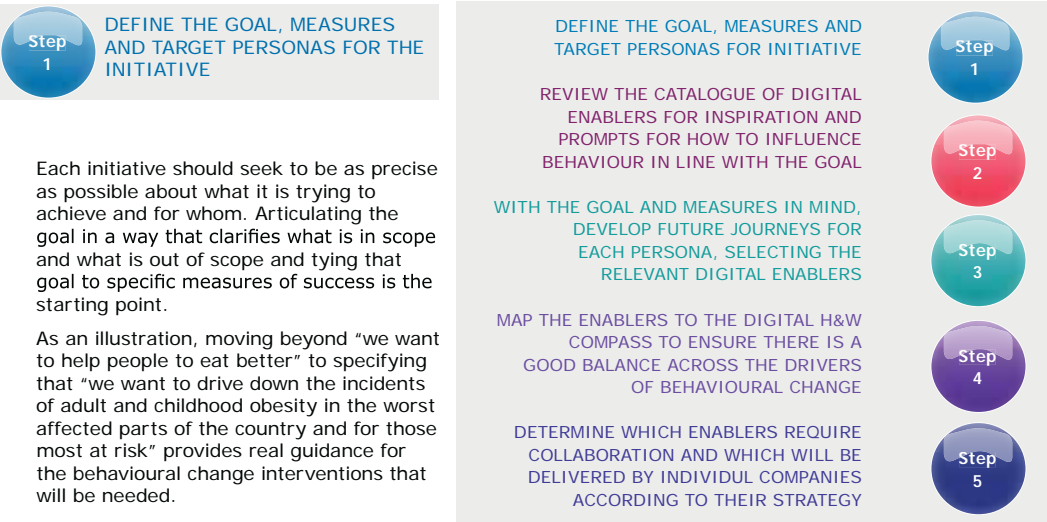 Step
1
DEFINE THE GOAL, MEASURES
AND TARGET PERSONAS FOR THE
INITIATIVE
Each initiative should seek to be as precise
as possible about what it is trying to
achieve and for whom. Articulating the
goal in a way that clarifies what is in scope
and what is out of scope and tying that
goal to specific measures of success is the
starting point.
As an illustration, moving beyond “we want
to help people to eat better” to specifying
that “we want to drive down the incidents
of adult and childhood obesity in the worst
affected parts of the country and for those
most at risk” provides real guidance for
the behavioural change interventions that
will be needed.
DEFINE THE GOAL, MEASURES AND
TARGET PERSONAS FOR INITIATIVE
Step
1
REVIEW THE CATALOGUE OF DIGITAL
ENABLERS FOR INSPIRATION AND
PROMPTS FOR HOW TO INFLUENCE
BEHAVIOUR IN LINE WITH THE GOAL
Step
2
WITH THE GOAL AND MEASURES IN MIND,
DEVELOP FUTURE JOURNEYS FOR
EACH PERSONA, SELECTING THE
RELEVANT DIGITAL ENABLERS
Step
3
MAP THE ENABLERS TO THE DIGITAL H&W
COMPASS TO ENSURE THERE IS A
GOOD BALANCE ACROSS THE DRIVERS
OF BEHAVIOURAL CHANGE
Step
4
DETERMINE WHICH ENABLERS REQUIRE
COLLABORATION AND WHICH WILL BE
DELIVERED BY INDIVIDUL COMPANIES
ACCORDING TO THEIR STRATEGY
Step
5